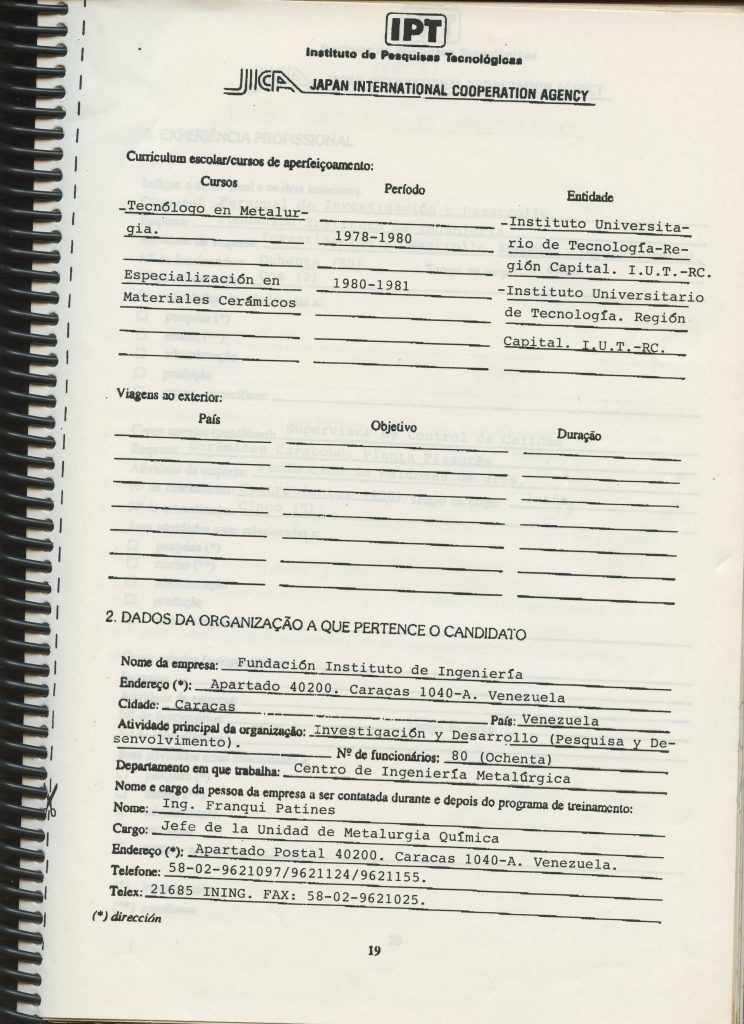 IPT
Instituto de Pesquisas Tecnológicas
JICA JAPAN INTERNATIONAL COOPERATION AGENCY
Curriculum escolar/cursos de aperfeiçoamento:
Cursos Período Entidade
-Tecnólogo en Metalur- -Instituto Universita-
gia. 1978-1980 rio de Tecnología-Re-
gión Capital. I.U.T.-RC.
Especialización en 1980-1981 -Instituto Universitario
Materiales Cerámicos de Tecnología. Región
Capital. I.U.T.-RC.
Viagens ao exterior:
País Objetivo Duração
2. DADOS DA ORGANIZAÇÃO A QUE PERTENCE O CANDIDATO
Nome da empresa: Fundación Instituto de Ingeniería
Endereço (*): Apartado 40200. Caracas 1040-A. Venezuela
Cidade: Caracas País: Venezuela
Atividade principal da organização: Investigación y Desarrollo (Pesquisa y De-
senvolvimento). Nº de funcionários: 80 (Ochenta)
Departamento em que trabalha: Centro de Ingeniería Metalúrgica
Nome e cargo da pessoa da empresa a ser contatada durante e depois do programa de treinamento:
Nome: Ing. Franqui Patines
Cargo: Jefe de la Unidad de Metalurgia Química
Endereço (*): Apartado Postal 40200. Caracas 1040-A. Venezuela.
Telefone: 58-02-9621097/9621124/9621155.
Telex: 21685 INING. FAX: 58-02-9621025.
(*) dirección
19